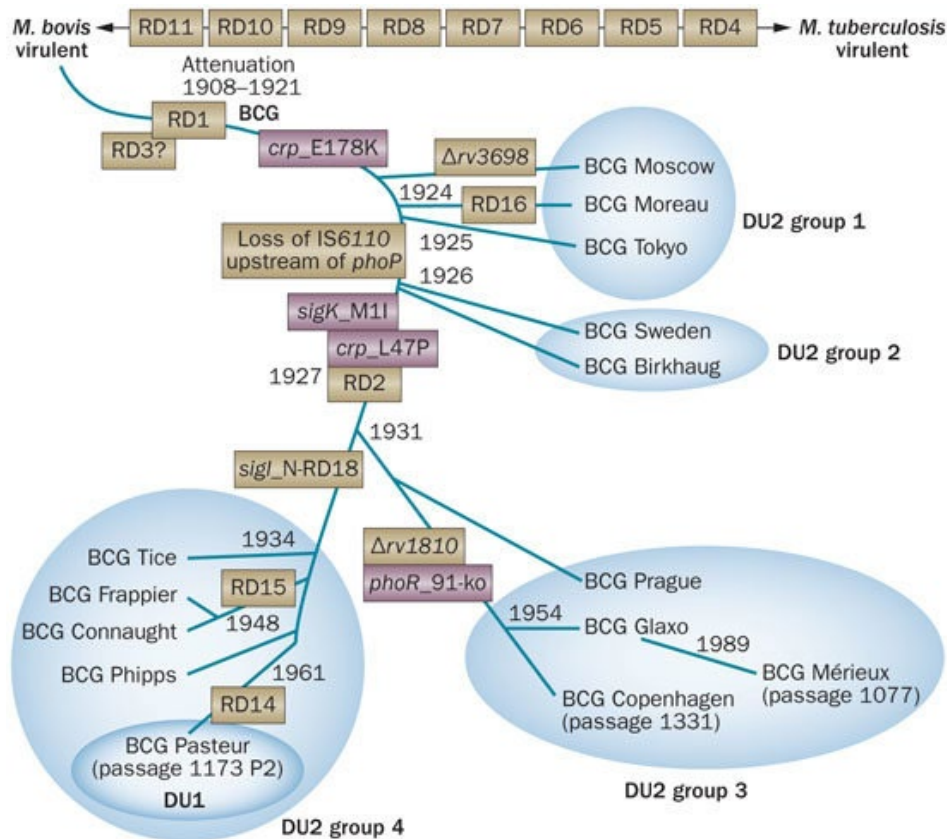 M. bovis
virulent
RD11
RD10
RD9
RD8
RD7
RD6
RD5
RD4
M. tuberculosis
virulent
Attenuation
1908–1921
RD1
BCG
RD3?
crp_E178K
Δrv3698
BCG Moscow
1924
RD16
BCG Moreau
DU2 group 1
Loss of IS6110
upstream of phoP
1925
BCG Tokyo
1926
sigK_M1I
crp_L47P
BCG Sweden
DU2 group 2
1927
RD2
BCG Birkhaug
1931
sigI_N-RD18
1934
BCG Tice
Δrv1810
RD15
phoR_91-ko
BCG Prague
BCG Frappier
1954
BCG Connaught
1948
BCG Glaxo
1989
BCG Phipps
1961
BCG Mérieux
(passage 1077)
RD14
BCG Copenhagen
(passage 1331)
BCG Pasteur
(passage 1173 P2)
DU1
DU2 group 3
DU2 group 4